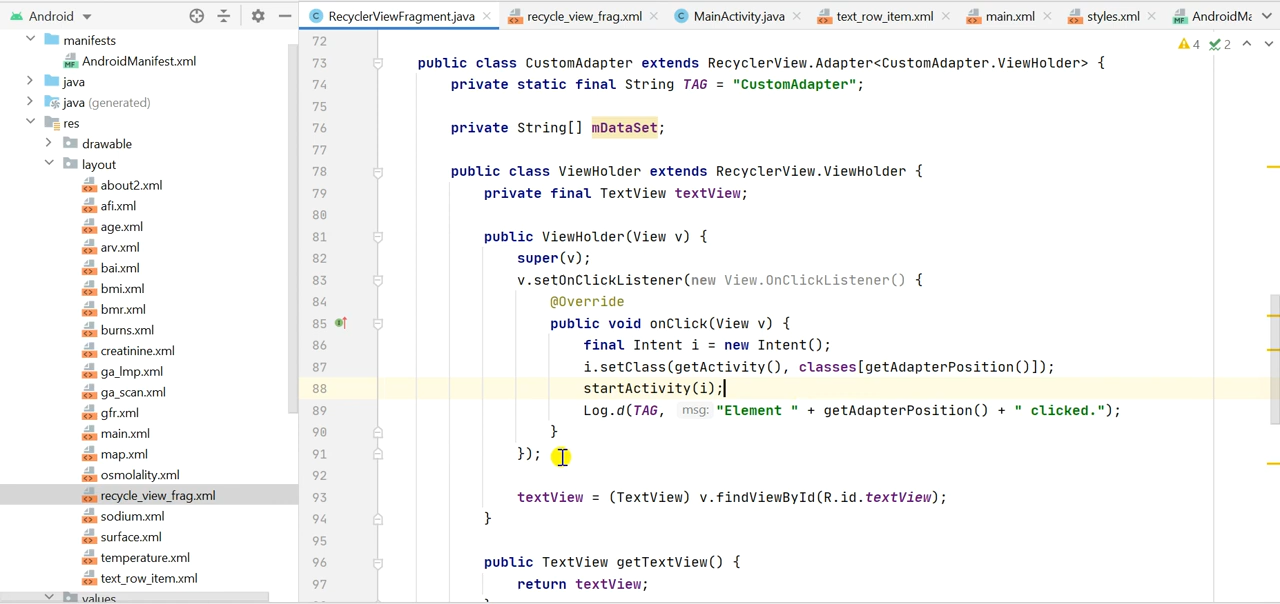 Android
RecyclerViewFragment.java
recycle_view_frag.xml
MainActivity.java
text_row_item.xml
main.xml
styles.xml
AndroidMa
manifests
AndroidManifest.xml
java
java (generated)
res
drawable
layout
about2.xml
afi.xml
age.xml
arv.xml
bai.xml
bmi.xml
bmr.xml
burns.xml
creatinine.xml
ga_lmp.xml
ga_scan.xml
gfr.xml
main.xml
map.xml
osmolality.xml
recycle_view_frag.xml
sodium.xml
surface.xml
temperature.xml
text_row_item.xml
values
4 2
72
73 public class CustomAdapter extends RecyclerView.Adapter<CustomAdapter.ViewHolder> {
74 private static final String TAG = "CustomAdapter";
75
76 private String[] mDataSet;
77
78 public class ViewHolder extends RecyclerView.ViewHolder {
79 private final TextView textView;
80
81 public ViewHolder(View v) {
82 super(v);
83 v.setOnClickListener(new View.OnClickListener() {
84 @Override
85 public void onClick(View v) {
86 final Intent i = new Intent();
87 i.setClass(getActivity(), classes[getAdapterPosition()]);
88 startActivity(i);
89 Log.d(TAG, msg: "Element " + getAdapterPosition() + " clicked.");
90 }
91 });
92
93 textView = (TextView) v.findViewById(R.id.textView);
94 }
95
96 public TextView getTextView() {
97 return textView;